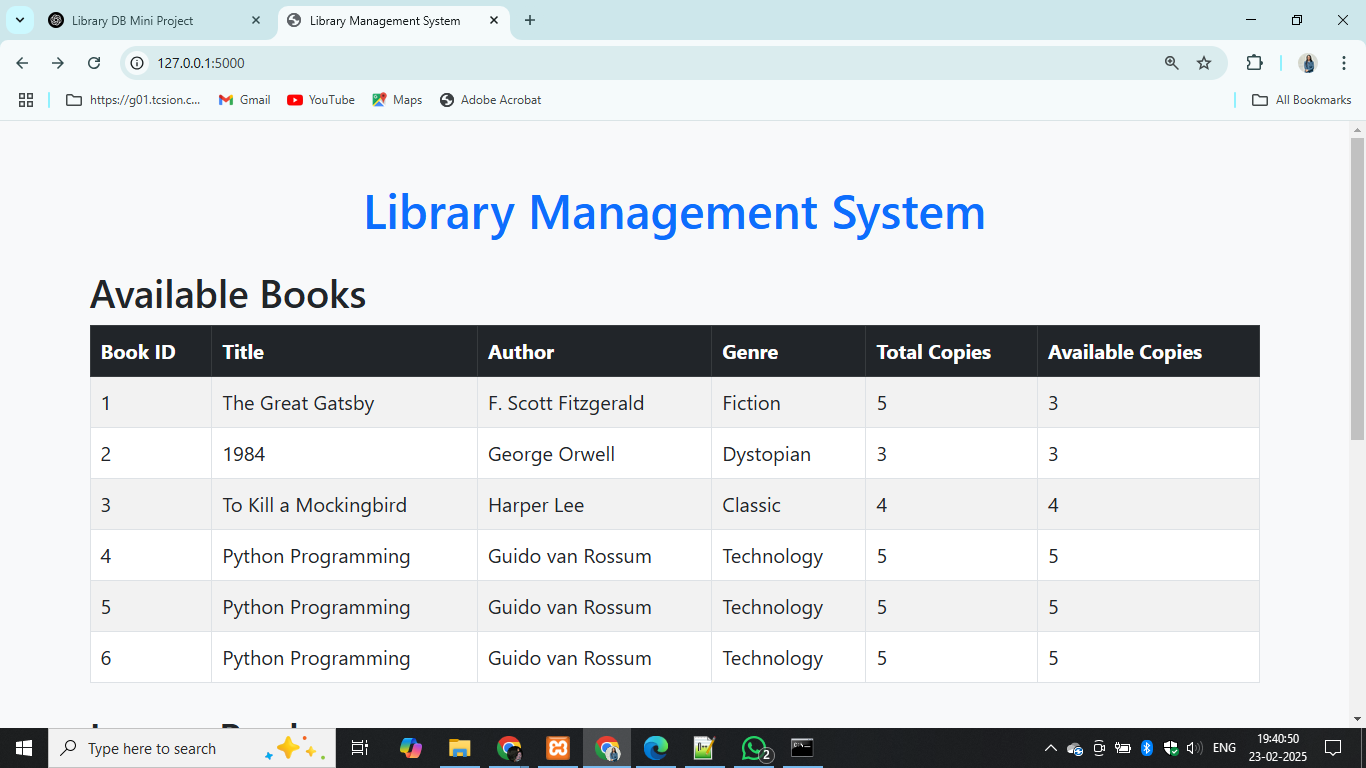 Library DB Mini Project
Library Management System
127.0.0.1:5000
https://g01.tcsion.c...
Gmail
YouTube
Maps
Adobe Acrobat
All Bookmarks
Library Management System
Available Books
Book ID Title Author Genre Total Copies Available Copies
1 The Great Gatsby F. Scott Fitzgerald Fiction 5 3
2 1984 George Orwell Dystopian 3 3
3 To Kill a Mockingbird Harper Lee Classic 4 4
4 Python Programming Guido van Rossum Technology 5 5
5 Python Programming Guido van Rossum Technology 5 5
6 Python Programming Guido van Rossum Technology 5 5
Type here to search
2
ENG
19:40:50
23-02-2025